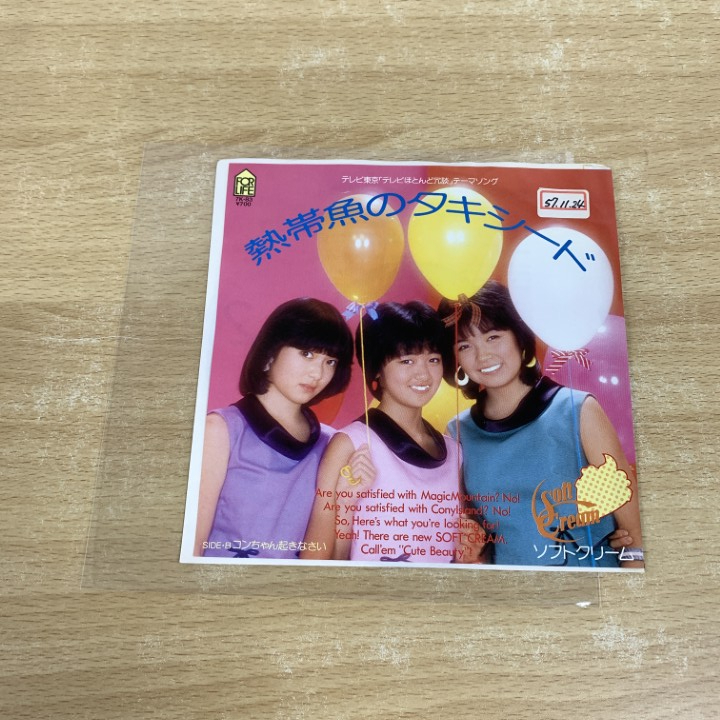 テレビ東京「テレビほとんど冗談」テーマソング
FOR LIFE
7K-83
¥700
57.11.24
熱帯魚のタキシード
Are you satisfied with MagicMountain? No!
Are you satisfied with ConyIsland? No!
So, Here's what you're looking for!
Yeah! There are new SOFT CREAM.
Call'em "Cute Beauty"!
Soft Cream
SIDE・B コンちゃん起きなさい
ソフトクリーム